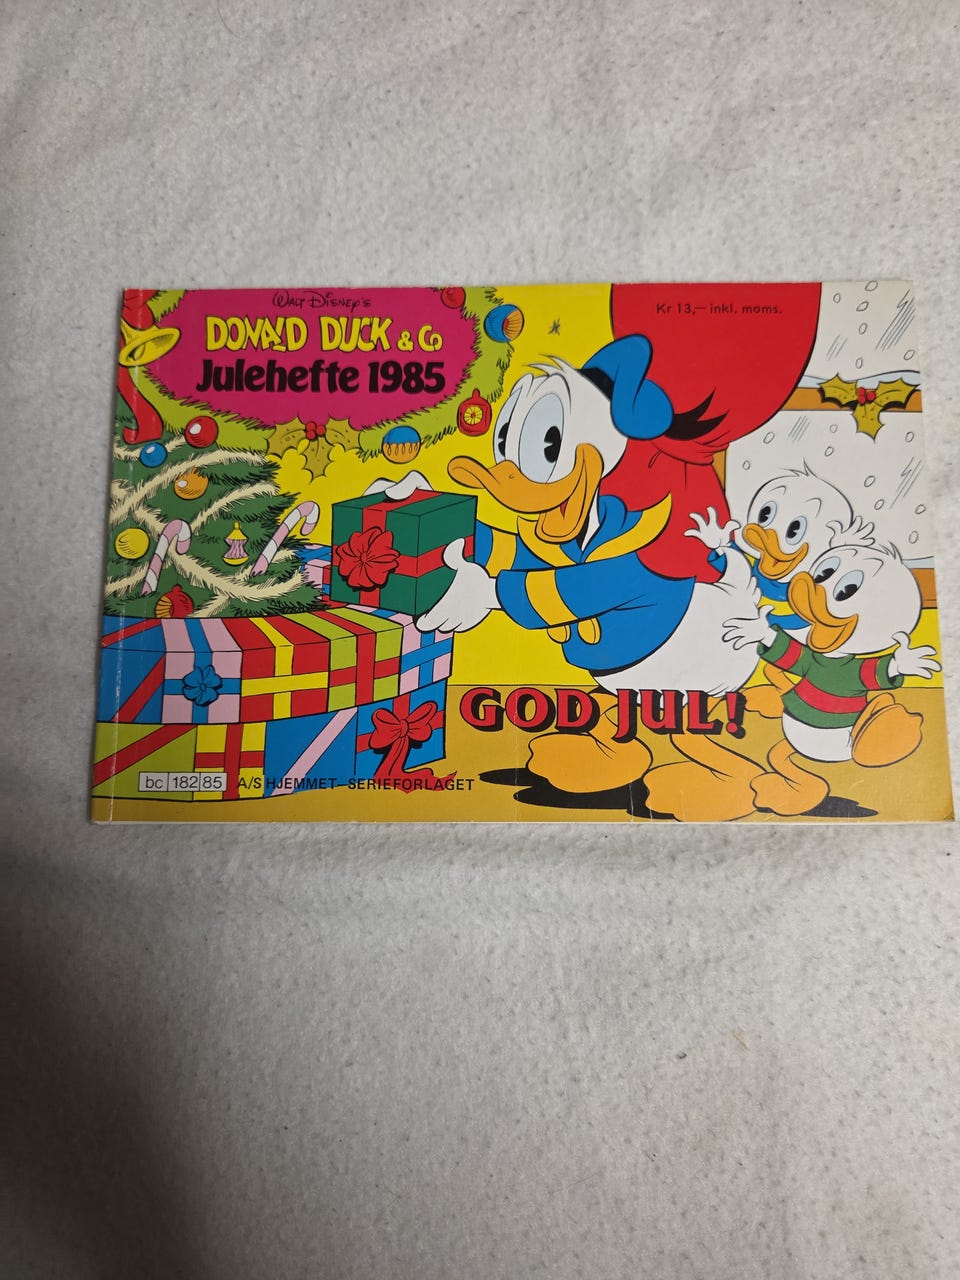 Walt Disney's
DONALD DUCK & Co
Julehefte 1985
Kr 13,— inkl. moms.
GOD JUL!
bc 182 85 A/S HJEMMET - SERIEFORLAGET